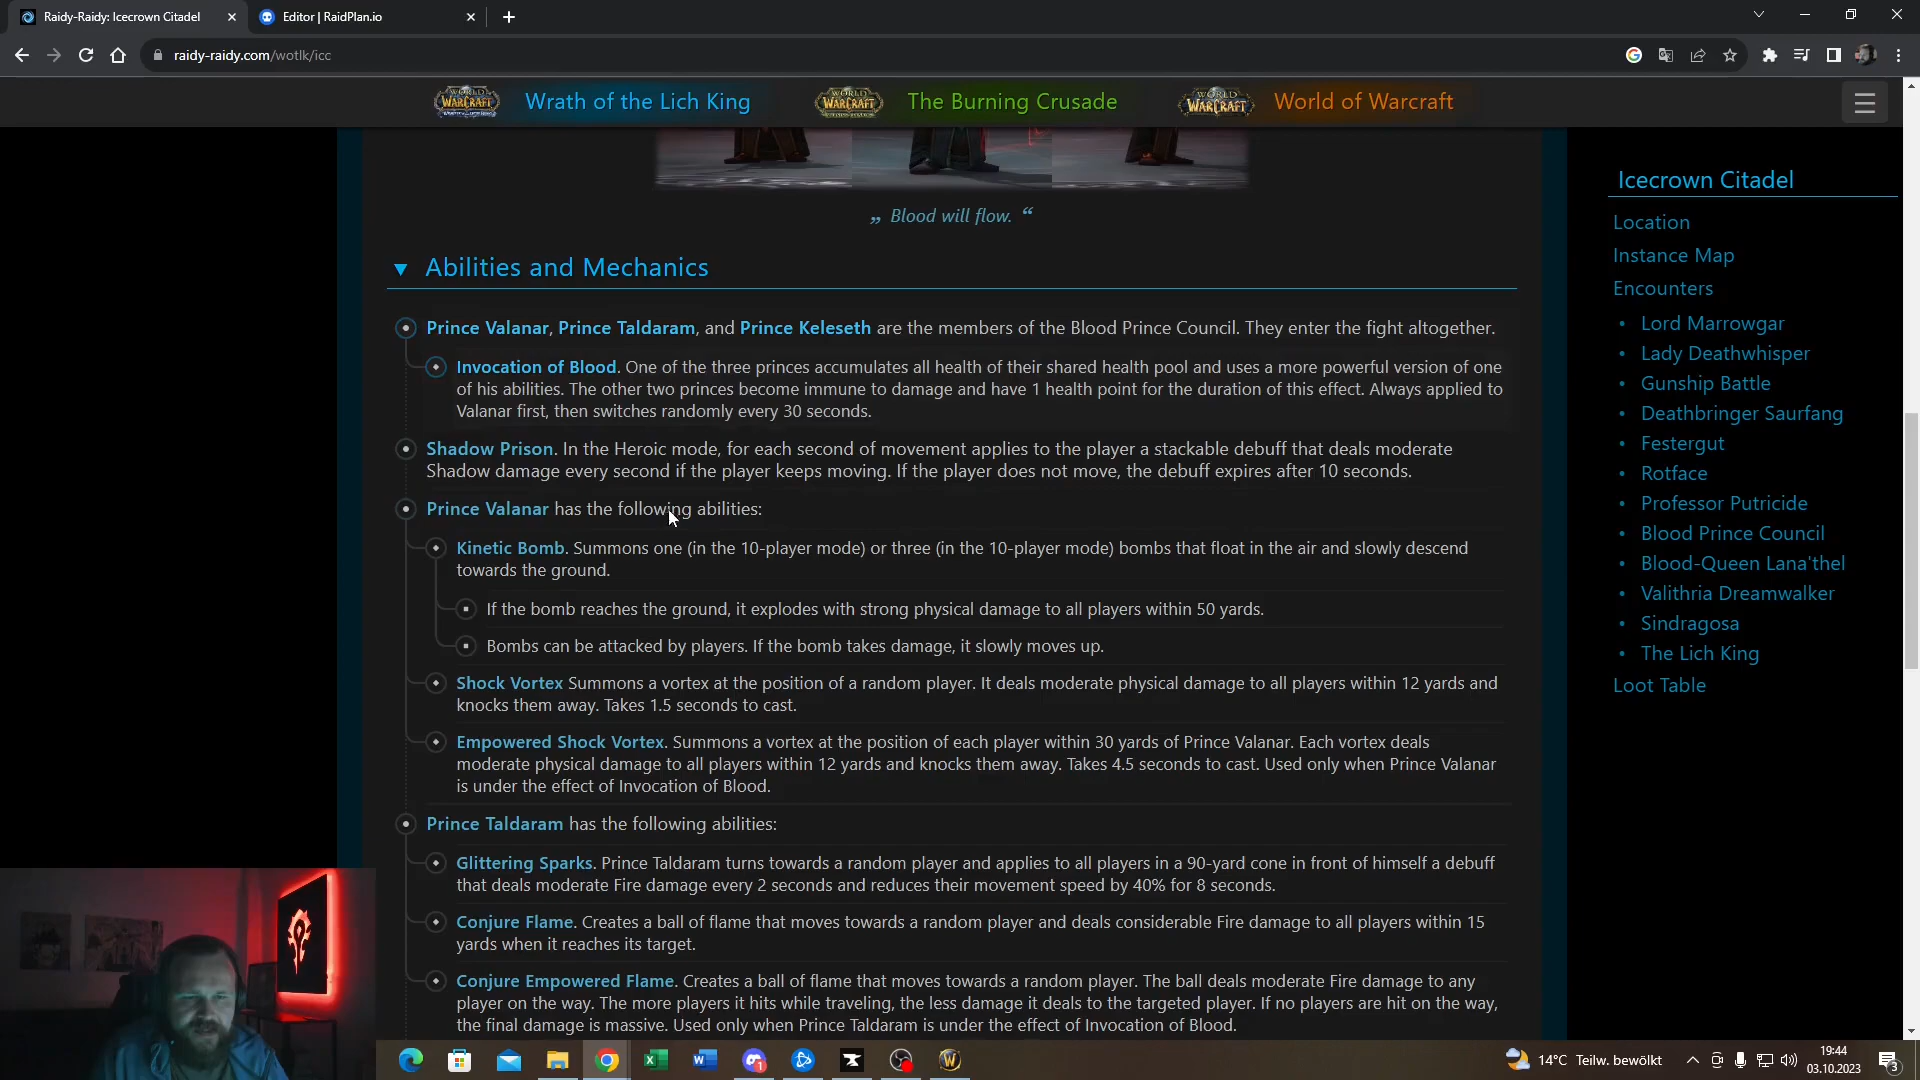 Raidy-Raidy: Icecrown Citadel
Editor | RaidPlan.io
raidy-raidy.com/wotlk/icc
Wrath of the Lich King
The Burning Crusade
World of Warcraft
„ Blood will flow. “
Abilities and Mechanics
Prince Valanar, Prince Taldaram, and Prince Keleseth are the members of the Blood Prince Council. They enter the fight altogether.
Invocation of Blood. One of the three princes accumulates all health of their shared health pool and uses a more powerful version of one
of his abilities. The other two princes become immune to damage and have 1 health point for the duration of this effect. Always applied to
Valanar first, then switches randomly every 30 seconds.
Shadow Prison. In the Heroic mode, for each second of movement applies to the player a stackable debuff that deals moderate
Shadow damage every second if the player keeps moving. If the player does not move, the debuff expires after 10 seconds.
Prince Valanar has the following abilities:
Kinetic Bomb. Summons one (in the 10-player mode) or three (in the 10-player mode) bombs that float in the air and slowly descend
towards the ground.
If the bomb reaches the ground, it explodes with strong physical damage to all players within 50 yards.
Bombs can be attacked by players. If the bomb takes damage, it slowly moves up.
Shock Vortex Summons a vortex at the position of a random player. It deals moderate physical damage to all players within 12 yards and
knocks them away. Takes 1.5 seconds to cast.
Empowered Shock Vortex. Summons a vortex at the position of each player within 30 yards of Prince Valanar. Each vortex deals
moderate physical damage to all players within 12 yards and knocks them away. Takes 4.5 seconds to cast. Used only when Prince Valanar
is under the effect of Invocation of Blood.
Prince Taldaram has the following abilities:
Glittering Sparks. Prince Taldaram turns towards a random player and applies to all players in a 90-yard cone in front of himself a debuff
that deals moderate Fire damage every 2 seconds and reduces their movement speed by 40% for 8 seconds.
Conjure Flame. Creates a ball of flame that moves towards a random player and deals considerable Fire damage to all players within 15
yards when it reaches its target.
Conjure Empowered Flame. Creates a ball of flame that moves towards a random player. The ball deals moderate Fire damage to any
player on the way. The more players it hits while traveling, the less damage it deals to the targeted player. If no players are hit on the way,
the final damage is massive. Used only when Prince Taldaram is under the effect of Invocation of Blood.
Icecrown Citadel
Location
Instance Map
Encounters
Lord Marrowgar
Lady Deathwhisper
Gunship Battle
Deathbringer Saurfang
Festergut
Rotface
Professor Putricide
Blood Prince Council
Blood-Queen Lana'thel
Valithria Dreamwalker
Sindragosa
The Lich King
Loot Table
14°C Teilw. bewölkt
19:44
03.10.2023
3